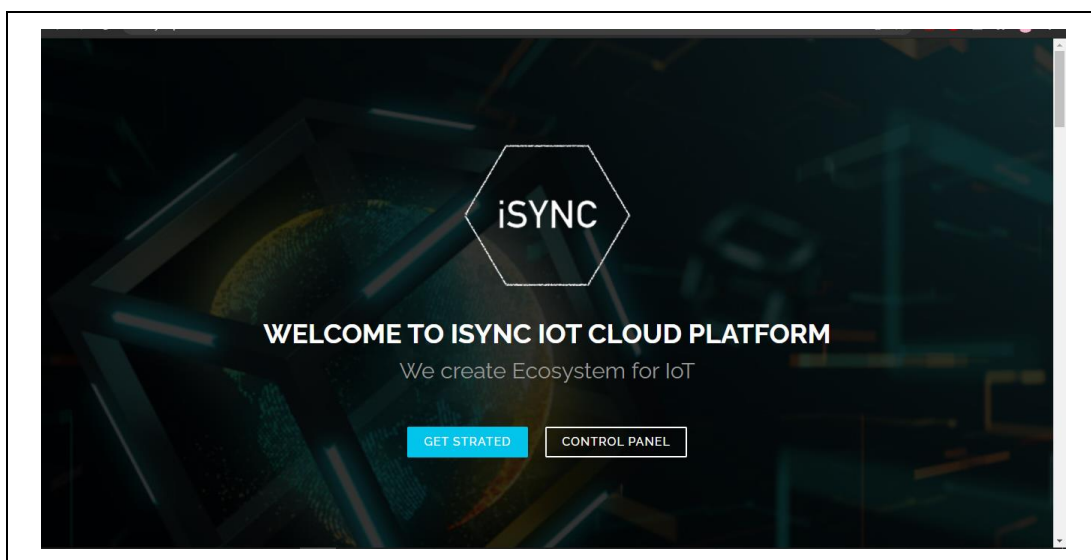 iSYNC
WELCOME TO ISYNC IOT CLOUD PLATFORM
We create Ecosystem for IoT
GET STRATED
CONTROL PANEL